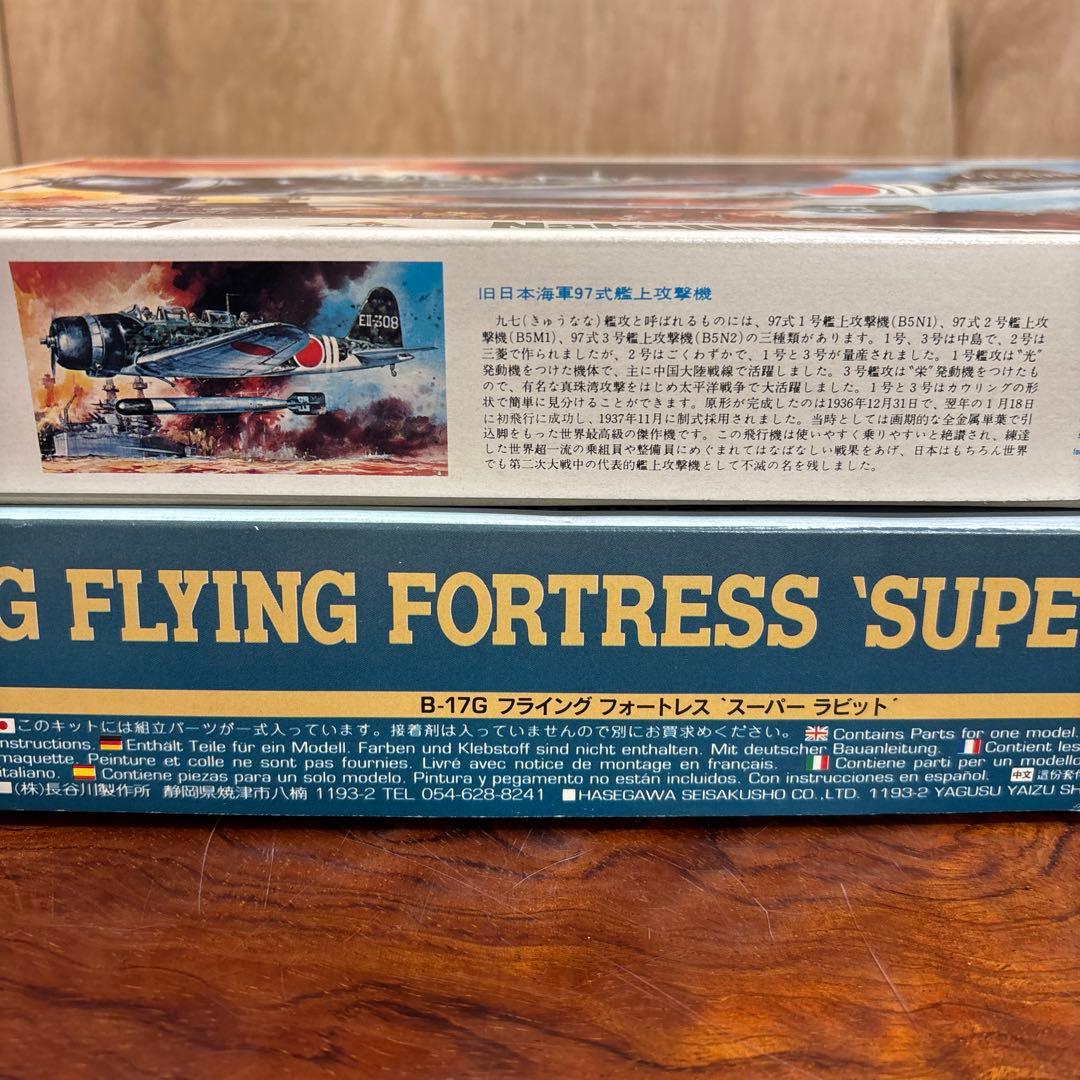 EII-308
旧日本海軍97式艦上攻撃機
九七(きゅうなな)艦攻と呼ばれるものには、97式1号艦上攻撃機(B5N1)、97式2号艦上攻
撃機(B5M1)、97式3号艦上攻撃機(B5N2)の三種類があります。1号、3号は中島で、2号は
三菱で作られましたが、2号はごくわずかで、1号と3号が量産されました。1号艦攻は"光"
発動機をつけた機体で、主に中国大陸戦線で活躍しました。3号艦攻は"栄"発動機をつけたも
ので、有名な真珠湾攻撃をはじめ太平洋戦争で大活躍しました。1号と3号はカウリングの形
状で簡単に見分けることができます。原形が完成したのは1936年12月31日で、翌年の1月18日
に初飛行に成功し、1937年11月に制式採用されました。当時としては画期的な全金属単葉で引
込脚をもった世界最高級の傑作機です。この飛行機は使いやすく乗りやすいと絶讃され、練達
した世界超一流の乗組員や整備員にめぐまれてはなばなしい戦果をあげ、日本はもちろん世界
でも第二次大戦中の代表的艦上攻撃機として不滅の名を残しました。
G FLYING FORTRESS 'SUPE
B-17G フライング フォートレス 'スーパー ラビット'
このキットには組立パーツが一式入っています。接着剤は入っていませんので別にお買求めください。 Contains Parts for one model.
instructions. Enthält Teile für ein Modell. Farben und Klebstoff sind nicht enthalten. Mit deutscher Bauanleitung. Contient les
maquette. Peinture et colle ne sont pas fournies. Livré avec notice de montage en français. Contiene parti per un modello
italiano. Contiene piezas para un solo modelo. Pintura y pegamento no están incluidos. Con instrucciones en español. 中文 這份套
■(株)長谷川製作所 静岡県焼津市八楠 1193-2 TEL 054-628-8241 ■HASEGAWA SEISAKUSHO CO.,LTD. 1193-2 YAGUSU YAIZU SH